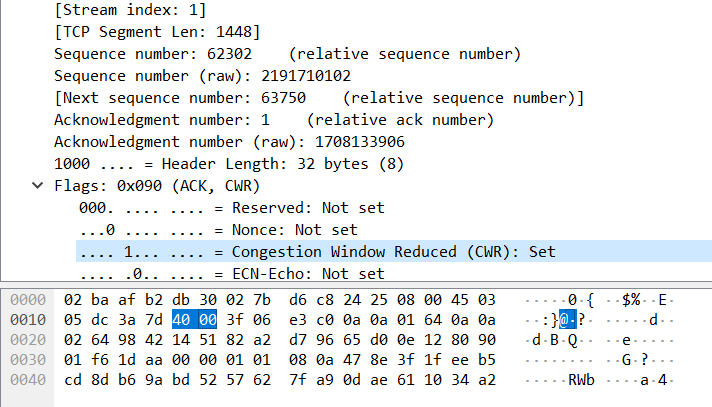 [Stream index: 1]
[TCP Segment Len: 1448]
Sequence number: 62302    (relative sequence number)
Sequence number (raw): 2191710102
[Next sequence number: 63750    (relative sequence number)]
Acknowledgment number: 1    (relative ack number)
Acknowledgment number (raw): 1708133906
1000 .... = Header Length: 32 bytes (8)
Flags: 0x090 (ACK, CWR)
000. .... .... = Reserved: Not set
...0 .... .... = Nonce: Not set
.... 1... .... = Congestion Window Reduced (CWR): Set
.... .0.. .... = ECN-Echo: Not set
0000 02 ba af b2 db 30 02 7b d6 c8 24 25 08 00 45 03 ·····0·{ ··$%··E·
0010 05 dc 3a 7d 40 00 3f 06 e3 c0 0a 0a 01 64 0a 0a ··:}@·?· ·····d··
0020 02 64 98 42 14 51 82 a2 d7 96 65 d0 0e 12 80 90 ·d·B·Q·· ··e·····
0030 01 f6 1d aa 00 00 01 01 08 0a 47 8e 3f 1f ee b5 ········ ··G·?···
0040 cd 8d b6 9a bd 52 57 62 7f a9 0d ae 61 10 34 a2 ·····RWb ····a·4·